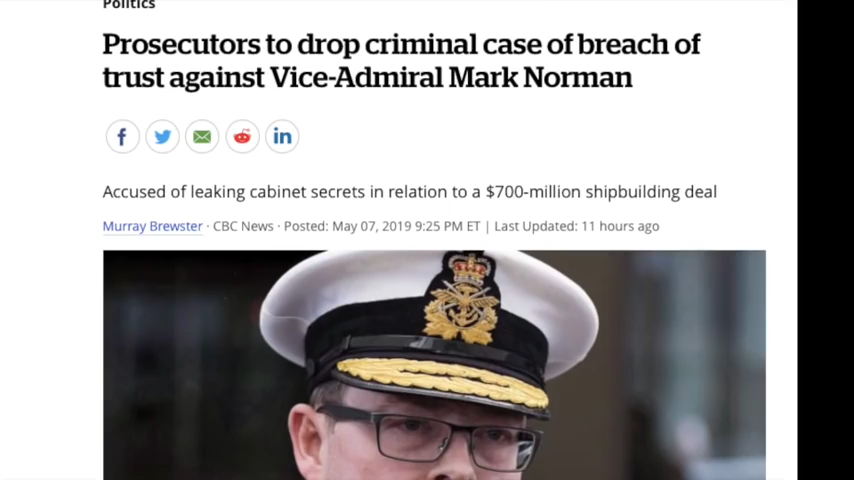 Politics
Prosecutors to drop criminal case of breach of
trust against Vice-Admiral Mark Norman
f
in
Accused of leaking cabinet secrets in relation to a $700-million shipbuilding deal
Murray Brewster · CBC News · Posted: May 07, 2019 9:25 PM ET | Last Updated: 11 hours ago